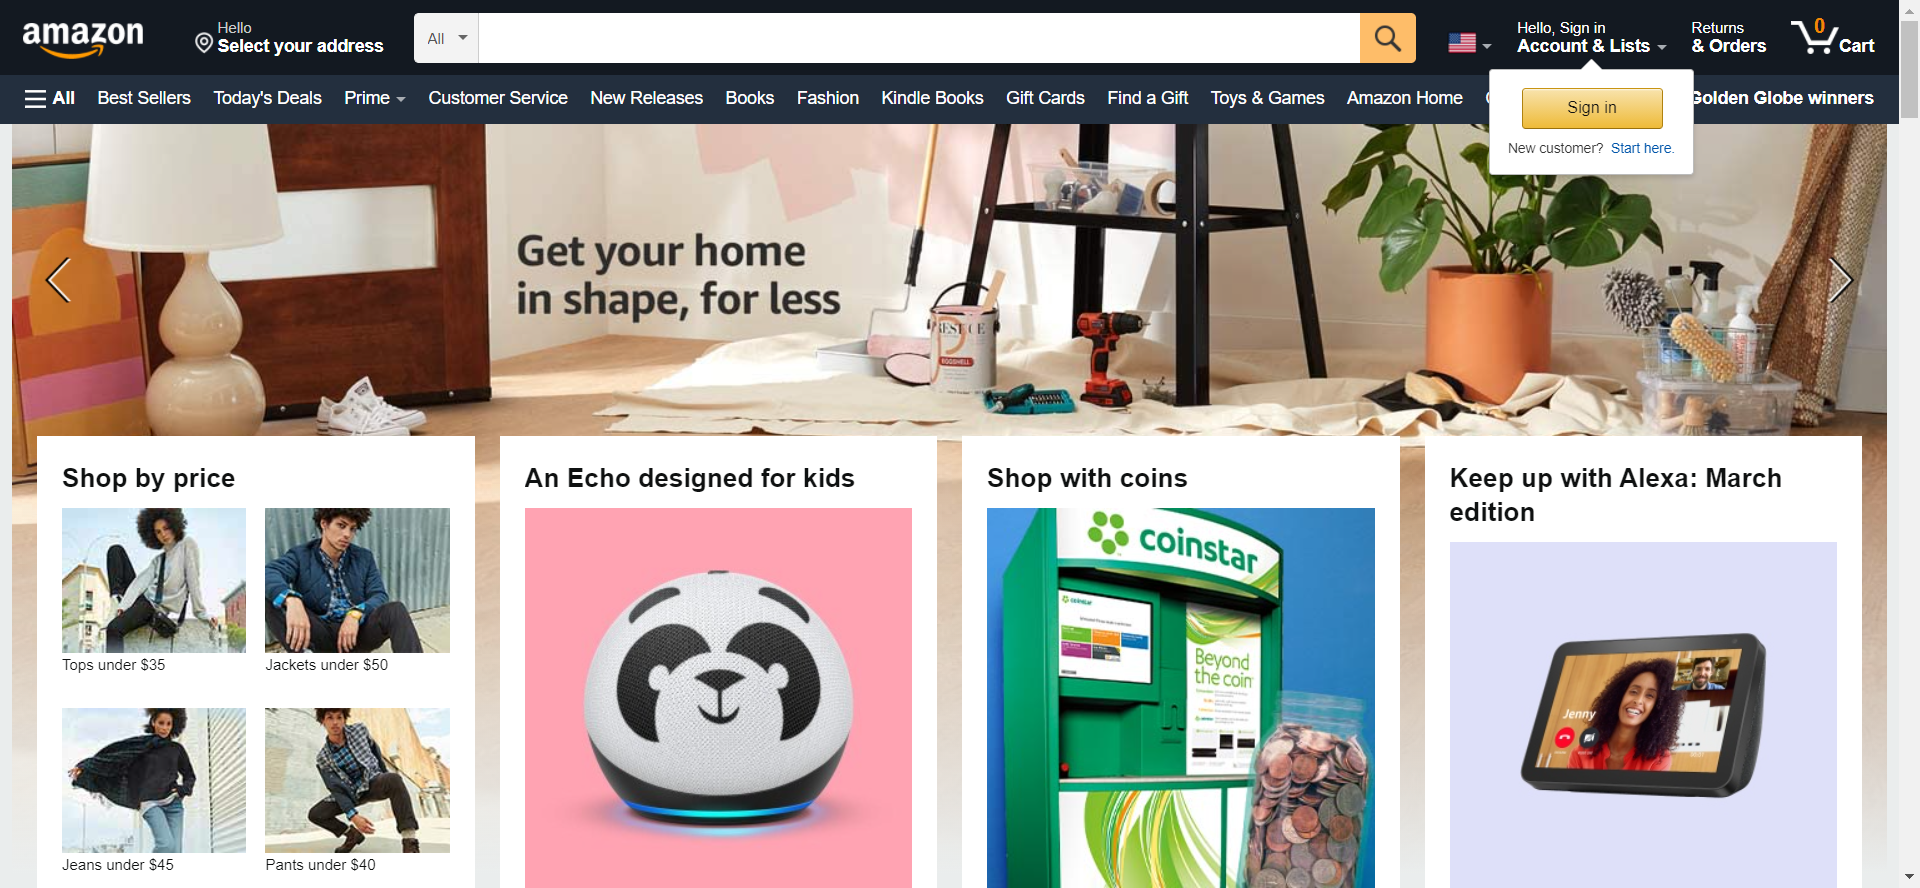 amazon
Hello
Select your address
All
Hello, Sign in
Account & Lists
Returns
& Orders
0
Cart
All
Best Sellers
Today's Deals
Prime
Customer Service
New Releases
Books
Fashion
Kindle Books
Gift Cards
Find a Gift
Toys & Games
Amazon Home
Golden Globe winners
Sign in
New customer? Start here.
Get your home
in shape, for less
EGGSHELL
Shop by price
Tops under $35
Jackets under $50
Jeans under $45
Pants under $40
An Echo designed for kids
Shop with coins
coinstar
coinstar
Beyond
the coin
Keep up with Alexa: March
edition
Jenny